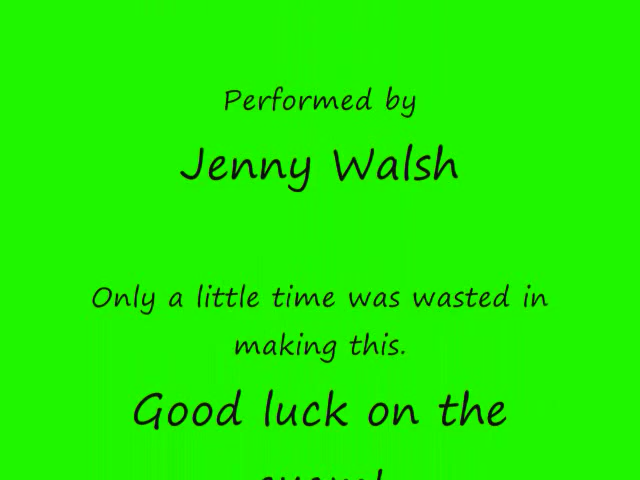 Performed by
Jenny Walsh
Only a little time was wasted in
making this.
Good luck on the